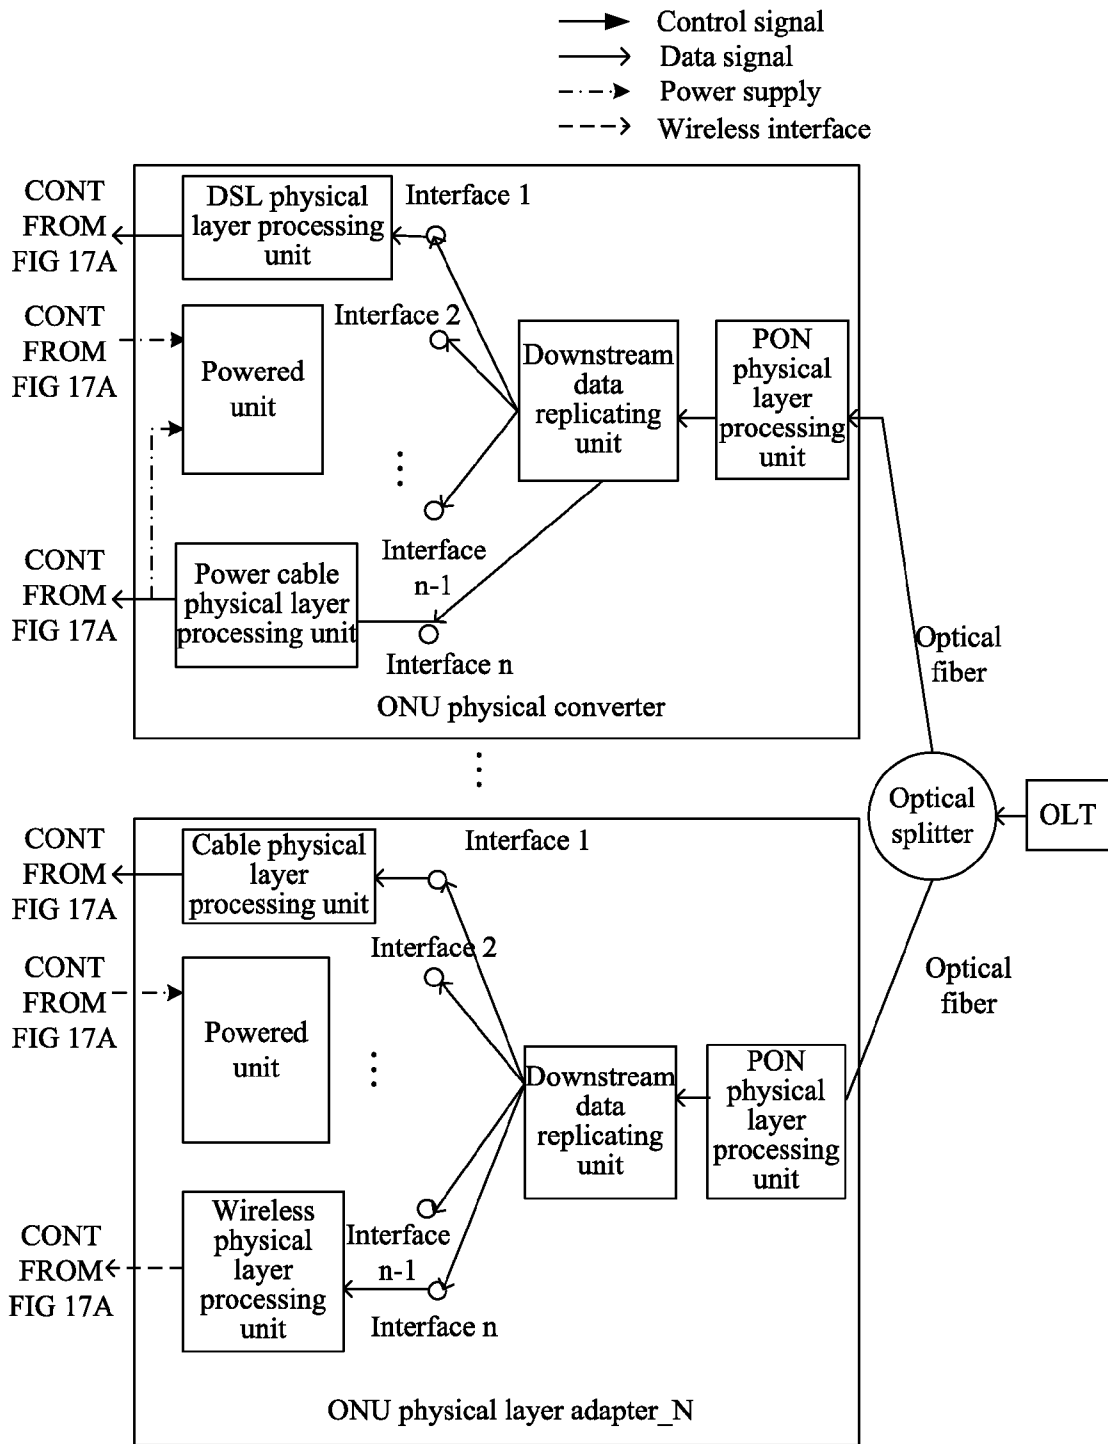 Control signal
Data signal
Power supply
Wireless interface
CONT
FROM
FIG 17A
DSL physical
layer processing
unit
Interface 1
CONT
FROM
FIG 17A
Powered
unit
Interface 2
Downstream
data
replicating
unit
PON
physical
layer
processing
unit
CONT
FROM
FIG 17A
Power cable
physical layer
processing unit
Interface
n-1
Interface n
ONU physical converter
Optical
fiber
Optical
splitter
OLT
CONT
FROM
FIG 17A
Cable physical
layer
processing unit
Interface 1
CONT
FROM
FIG 17A
Powered
unit
Interface 2
Downstream
data
replicating
unit
PON
physical
layer
processing
unit
Optical
fiber
CONT
FROM
FIG 17A
Wireless
physical
layer
processing
unit
Interface
n-1
Interface n
ONU physical layer adapter_N